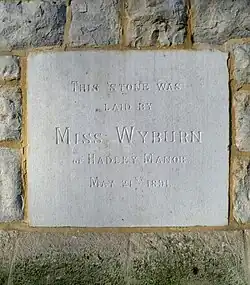 THIS STONE WAS
LAID BY
MISS WYBURN
OF HADLEY MANOR
MAY 21ST 1891